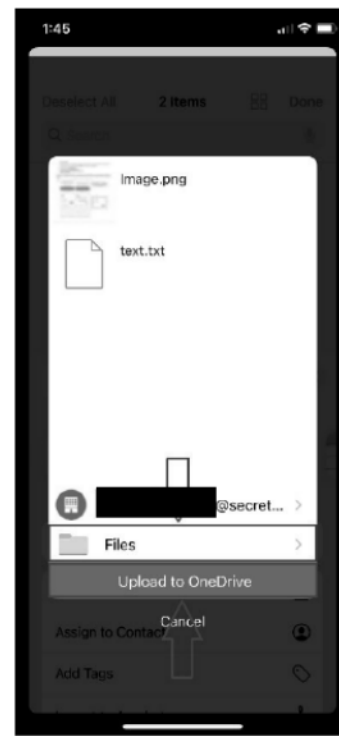 1:45
Deselect All 2 Items Done
Search
Image.png
text.txt
@secret...
Files
Upload to OneDrive
Cancel
Assign to Contact
Add Tags